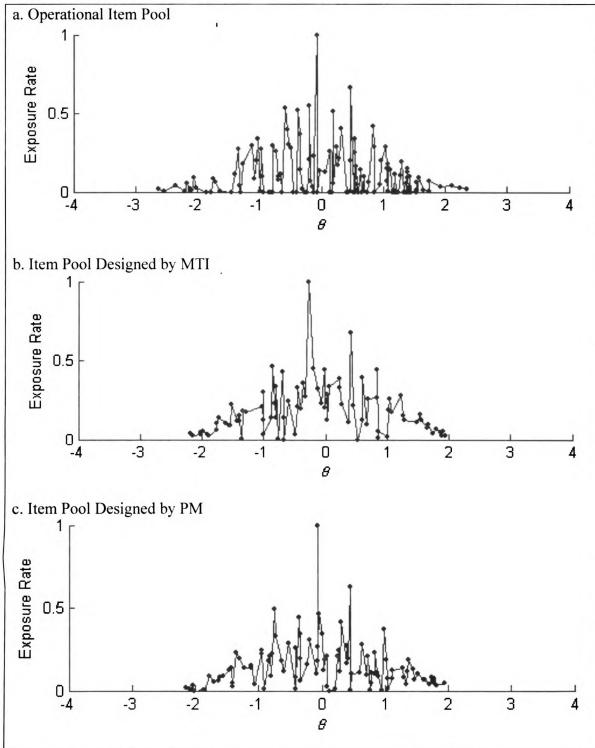 a. Operational Item Pool
Exposure Rate
1
0.5
0
-4 -3 -2 -1 0 1 2 3 4
θ
b. Item Pool Designed by MTI
Exposure Rate
1
0.5
0
-4 -3 -2 -1 0 1 2 3 4
θ
c. Item Pool Designed by PM
Exposure Rate
1
0.5
0
-4 -3 -2 -1 0 1 2 3 4
θ